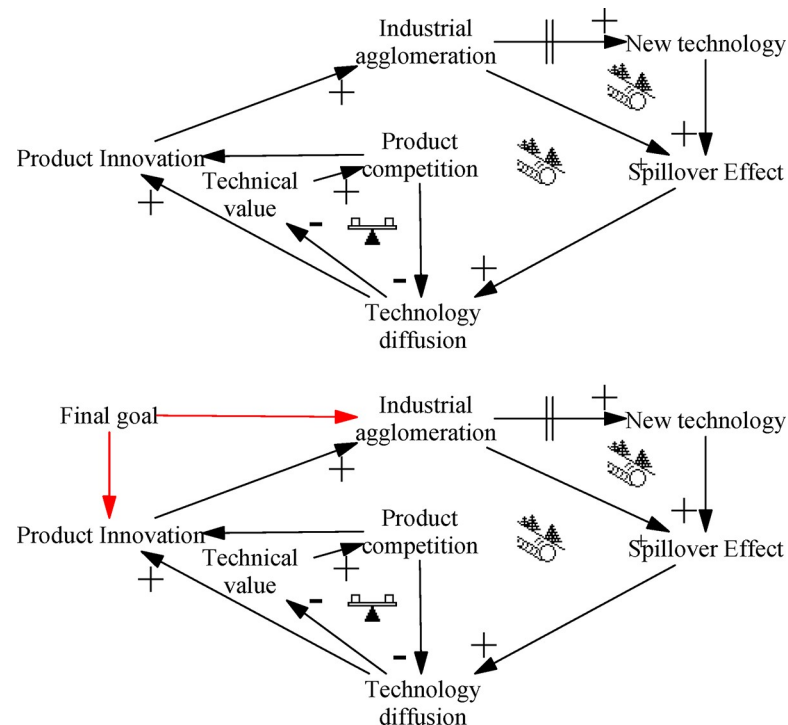 Industrial
agglomeration
+
New technology
+
Product Innovation
Product
competition
+
+
Spillover Effect
Technical
value
+
+
-
-
+
Technology
diffusion
Final goal
Industrial
agglomeration
+
New technology
+
Product Innovation
Product
competition
+
+
Spillover Effect
Technical
value
+
+
-
-
+
Technology
diffusion